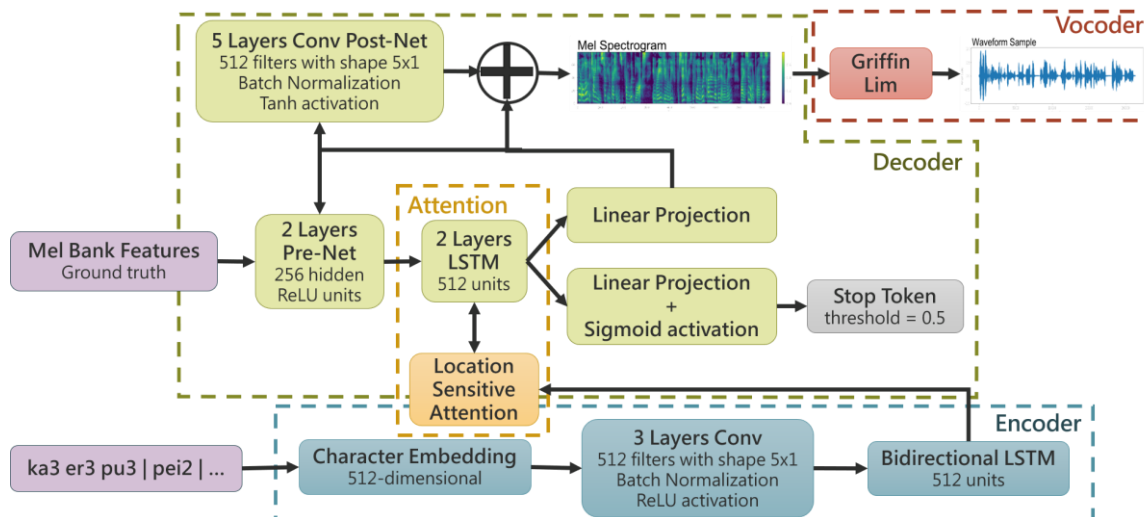 Vocoder
5 Layers Conv Post-Net
512 filters with shape 5x1
Batch Normalization
Tanh activation
Mel Spectrogram
Griffin
Lim
Waveform Sample
Decoder
Attention
Mel Bank Features
Ground truth
2 Layers
Pre-Net
256 hidden
ReLU units
2 Layers
LSTM
512 units
Linear Projection
Linear Projection
+
Sigmoid activation
Stop Token
threshold = 0.5
Location
Sensitive
Attention
Encoder
ka3 er3 pu3 | pei2 | ...
Character Embedding
512-dimensional
3 Layers Conv
512 filters with shape 5x1
Batch Normalization
ReLU activation
Bidirectional LSTM
512 units